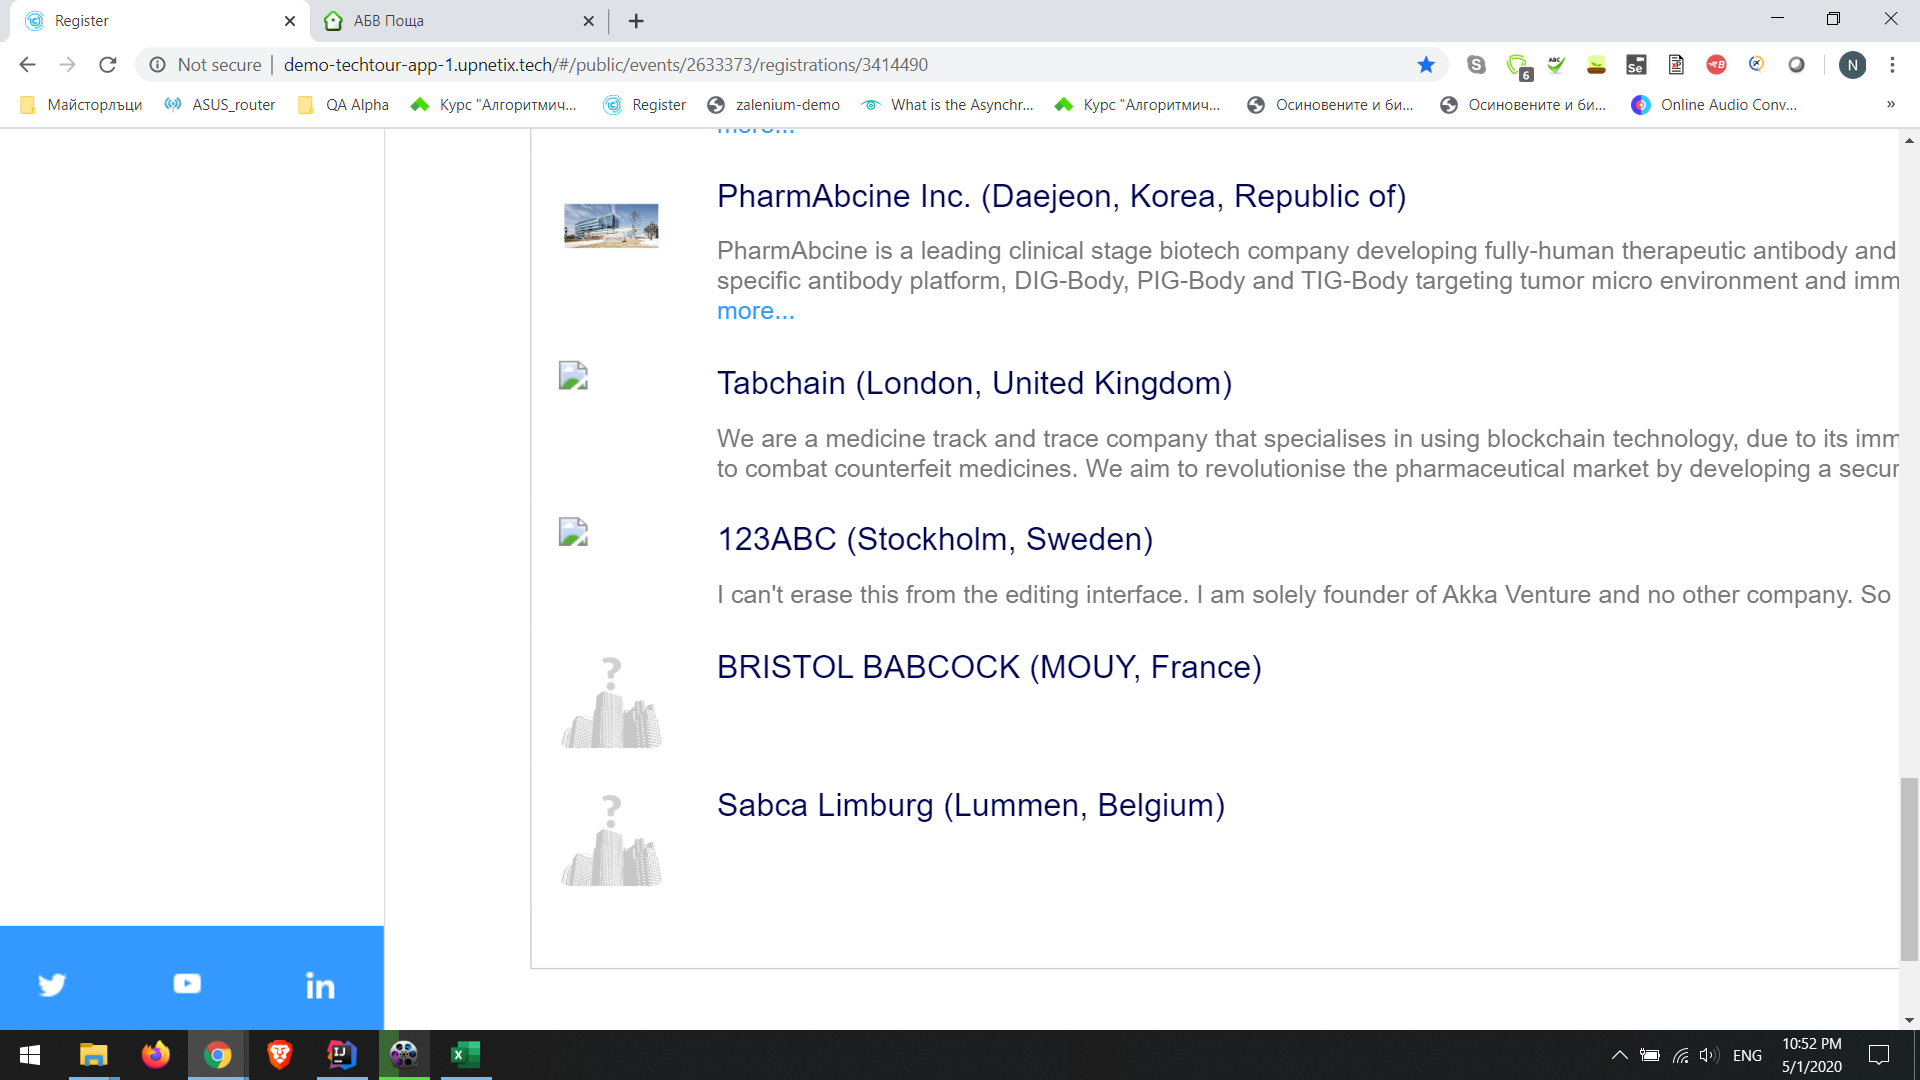 Register
АБВ Поща
Not secure
demo-techtour-app-1.upnetix.tech/#/public/events/2633373/registrations/3414490
6
ABC
Se
N
Майсторлъци
ASUS_router
QA Alpha
Курс "Алгоритмич...
Register
zalenium-demo
What is the Asynchr...
Курс "Алгоритмич...
Осиновените и би...
Осиновените и би...
Online Audio Conv...
»
more...
PharmAbcine Inc. (Daejeon, Korea, Republic of)
PharmAbcine is a leading clinical stage biotech company developing fully-human therapeutic antibody and
specific antibody platform, DIG-Body, PIG-Body and TIG-Body targeting tumor micro environment and imm
more...
Tabchain (London, United Kingdom)
We are a medicine track and trace company that specialises in using blockchain technology, due to its imm
to combat counterfeit medicines. We aim to revolutionise the pharmaceutical market by developing a secur
123ABC (Stockholm, Sweden)
I can't erase this from the editing interface. I am solely founder of Akka Venture and no other company. So
BRISTOL BABCOCK (MOUY, France)
Sabca Limburg (Lummen, Belgium)
ENG
10:52 PM
5/1/2020